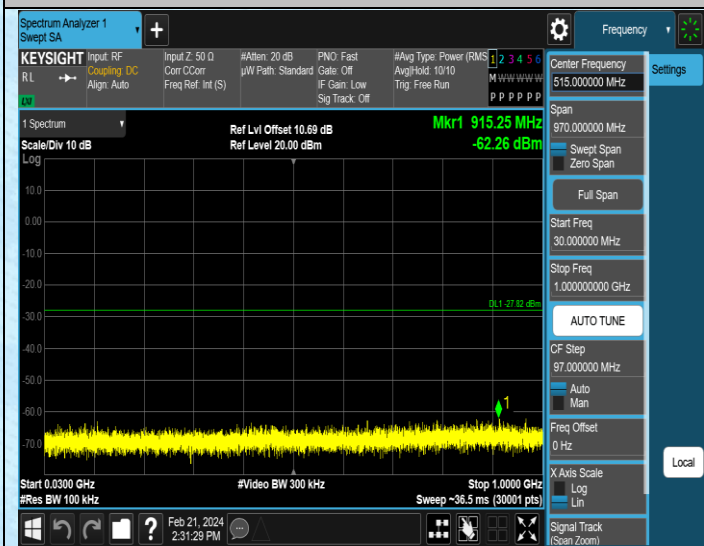 Spectrum Analyzer 1
Swept SA
Frequency
KEYSIGHT
R L
LXI
Input: RF
Coupling: DC
Align: Auto
Input Z: 50 Ω
Corr CCorr
Freq Ref: Int (S)
#Atten: 20 dB
µW Path: Standard
PNO: Fast
Gate: Off
IF Gain: Low
Sig Track: Off
#Avg Type: Power (RMS
Avg|Hold: 10/10
Trig: Free Run
1 2 3 4 5 6
M W W W W W
P P P P P P
Center Frequency
515.000000 MHz
Settings
1 Spectrum
Scale/Div 10 dB
Log
Ref Lvl Offset 10.69 dB
Ref Level 20.00 dBm
Mkr1 915.25 MHz
-62.26 dBm
Span
970.000000 MHz
Swept Span
Zero Span
Full Span
Start Freq
30.000000 MHz
Stop Freq
1.000000000 GHz
AUTO TUNE
CF Step
97.000000 MHz
Auto
Man
Freq Offset
0 Hz
X Axis Scale
Log
Lin
Signal Track
(Span Zoom)
Local
10.0
0.00
-10.0
-20.0
DL1 -27.82 dBm
-30.0
-40.0
-50.0
-60.0
1
-70.0
Start 0.0300 GHz
#Res BW 100 kHz
#Video BW 300 kHz
Stop 1.0000 GHz
Sweep ~36.5 ms (30001 pts)
?
Feb 21, 2024
2:31:29 PM